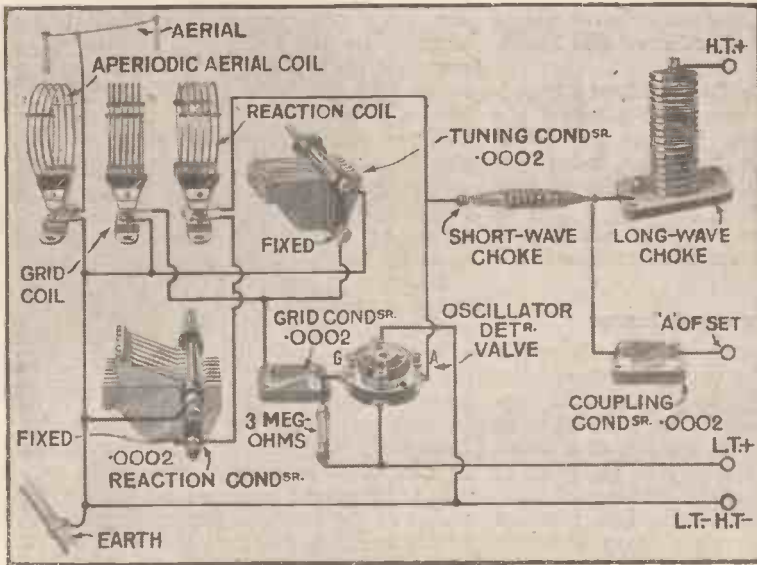 AERIAL
H.T.+
APERIODIC AERIAL COIL
REACTION COIL
TUNING CONDSR.
.0002
FIXED
SHORT-WAVE
CHOKE
LONG-WAVE
CHOKE
GRID
COIL
GRID CONDSR.
.0002
OSCILLATOR
DETR.
VALVE
G
A
'A' OF SET
3 MEG-
OHMS
COUPLING
CONDSR. .0002
FIXED
.0002
REACTION CONDSR.
L.T.+
L.T.- H.T.-
EARTH